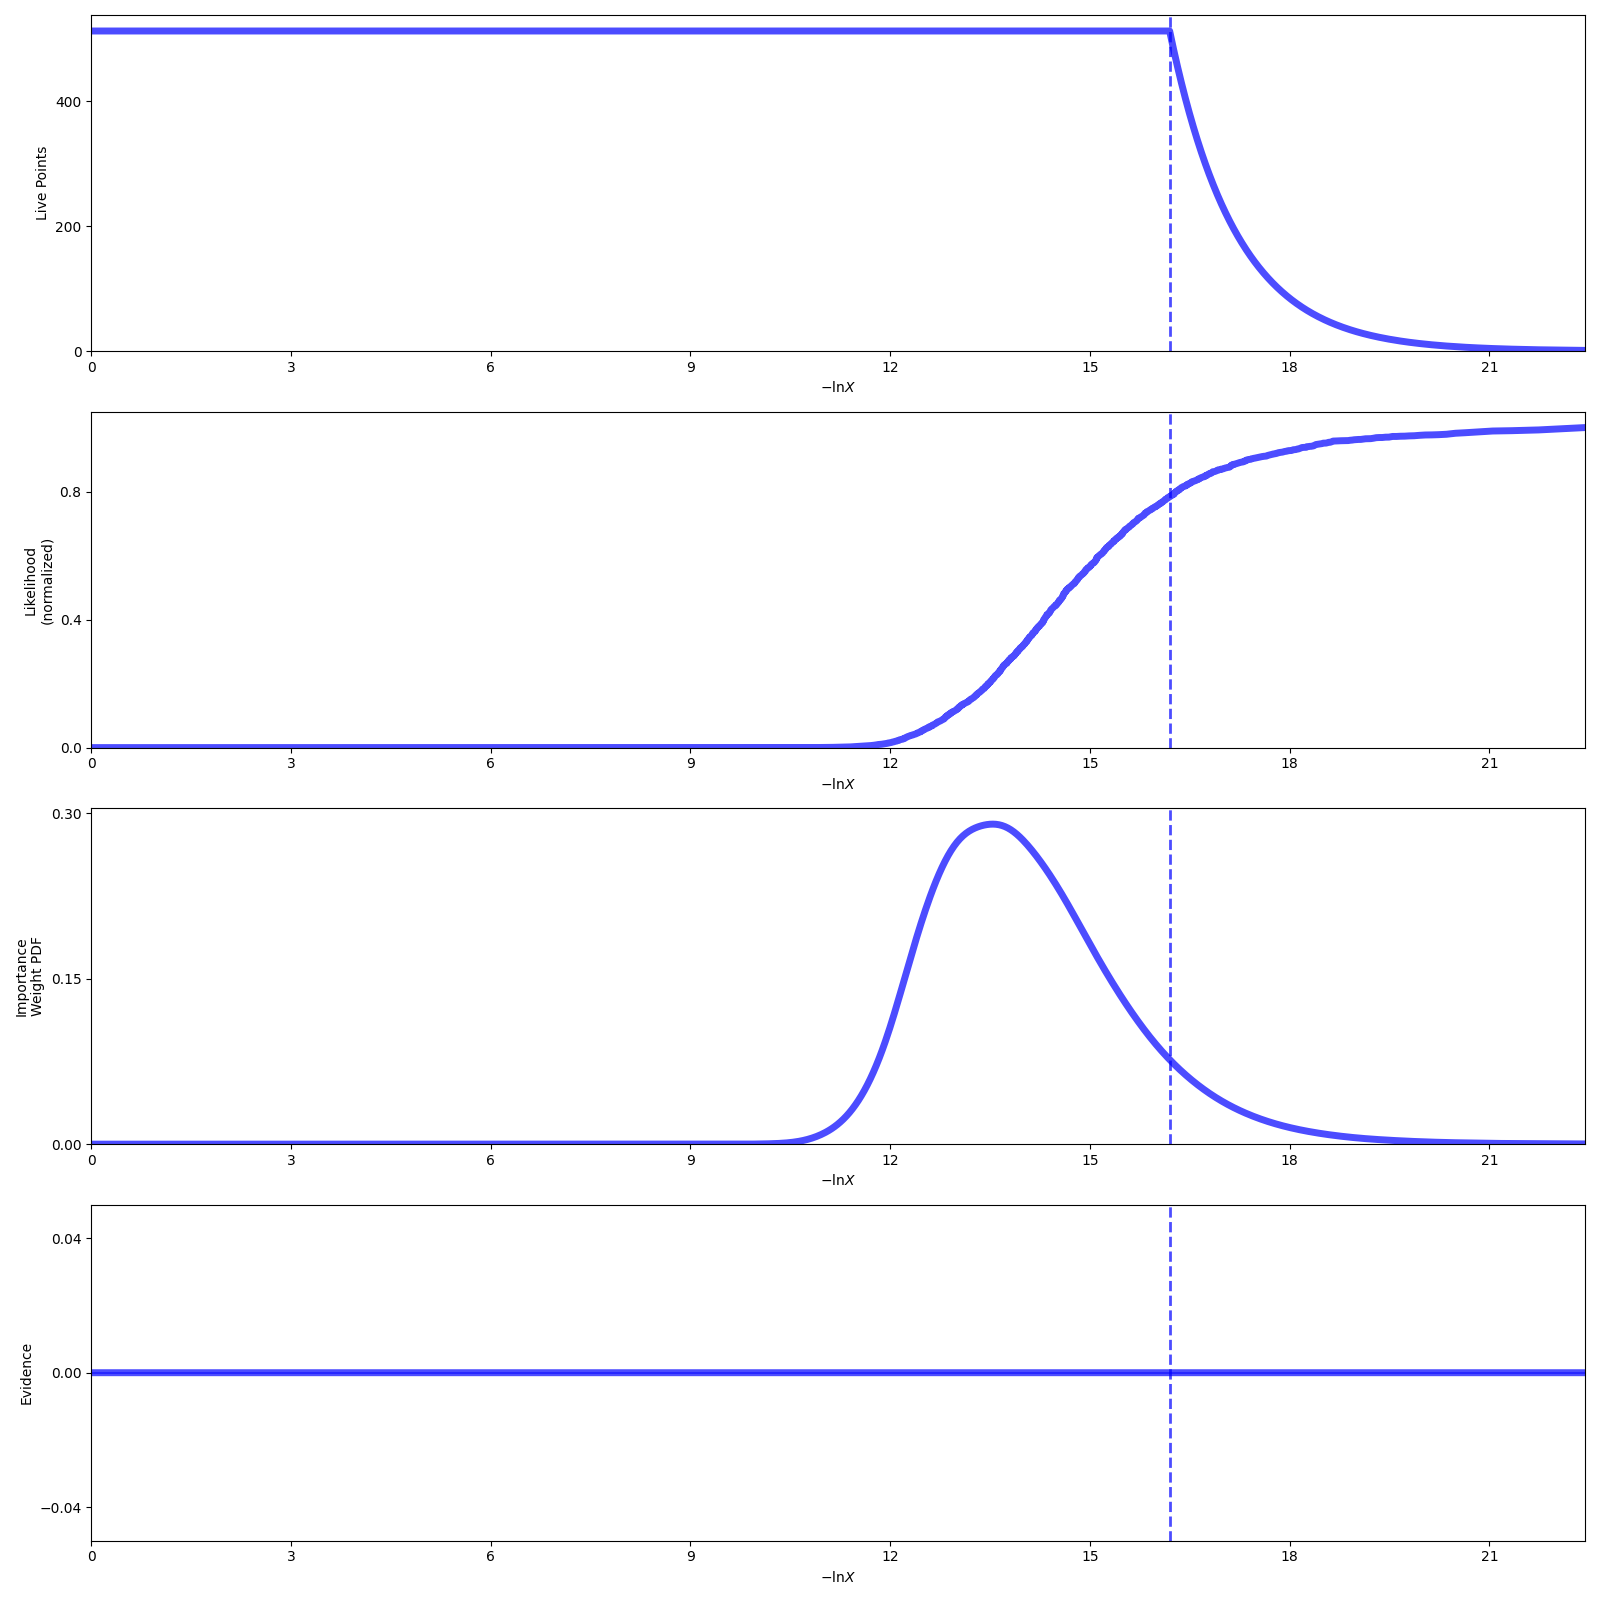 400
200
0
Live Points
0 3 6 9 12 15 18 21
−lnX
0.8
0.4
0.0
Likelihood
(normalized)
0 3 6 9 12 15 18 21
−lnX
0.30
0.15
0.00
Importance
Weight PDF
0 3 6 9 12 15 18 21
−lnX
0.04
0.00
−0.04
Evidence
0 3 6 9 12 15 18 21
−lnX